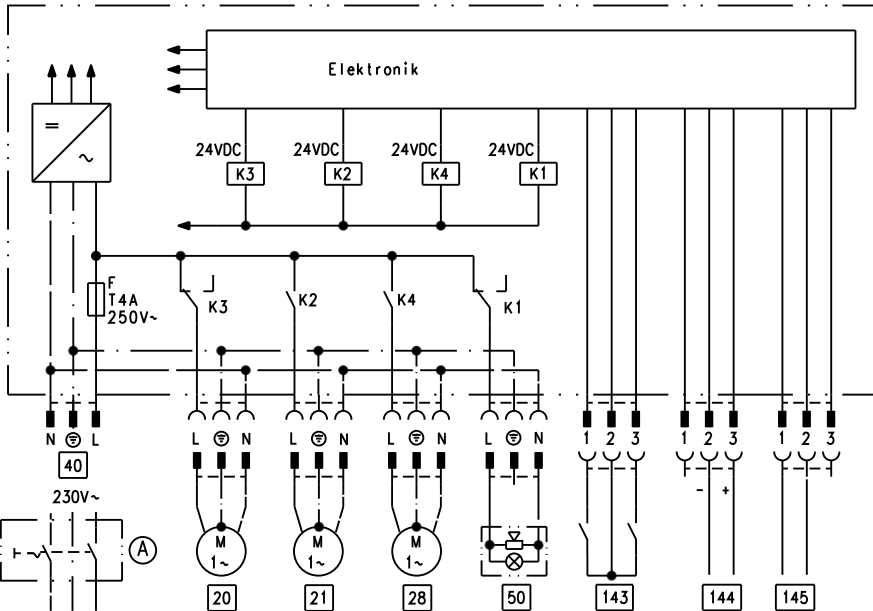 Elektronik
=
~
24VDC 24VDC 24VDC 24VDC
K3 K2 K4 K1
F
T4A
250V~
K3 K2 K4 K1
N L L N L N L N L N 1 2 3 1 2 3 1 2 3
40
230V~
- +
A
M
1~
M
1~
M
1~
20 21 28 50 143 144 145